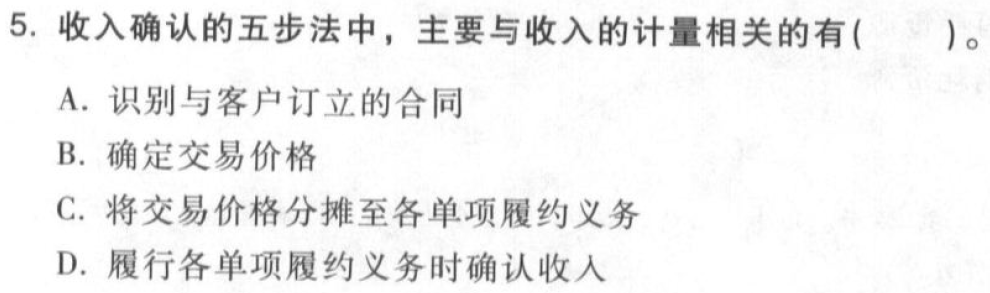 5. 收入确认的五步法中，主要与收入的计量相关的有(　　)。
A. 识别与客户订立的合同
B. 确定交易价格
C. 将交易价格分摊至各单项履约义务
D. 履行各单项履约义务时确认收入